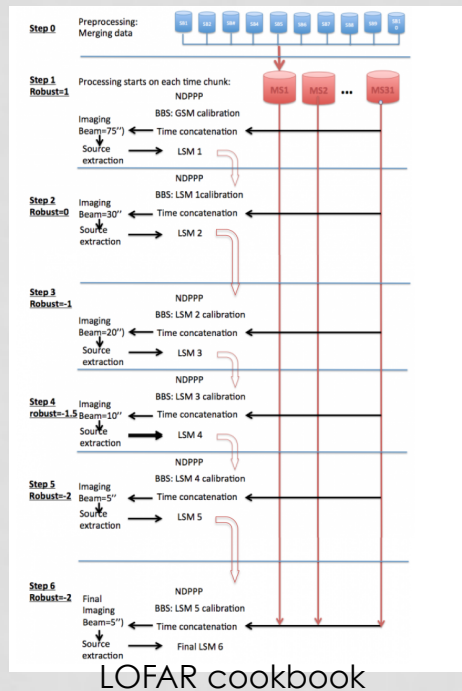 Step 0
Preprocessing:
Merging data
SB1 SB2 SB# SB4 SB5 SB6 SB7 SB8 SB9 SB1
0
Step 1
Robust=1
Processing starts on each time chunk:
MS1 MS2 ... MS31
NDPPP
BBS: GSM calibration
Imaging
Beam=75’’)
Time concatenation
Source
extraction
LSM 1
NDPPP
BBS: LSM 1calibration
Step 2
Robust=0
Imaging
Beam=30’’
Time concatenation
Source
extraction
LSM 2
Step 3
Robust=-1
NDPPP
BBS: LSM 2 calibration
Imaging
Beam=20’’)
Time concatenation
Source
extraction
LSM 3
NDPPP
BBS: LSM 3 calibration
Step 4
robust=-1.5
Imaging
Beam=10’’
Time concatenation
Source
extraction
LSM 4
NDPPP
BBS: LSM 4 calibration
Step 5
Robust=-2
Imaging
Beam=5’’
Time concatenation
Source
extraction
LSM 5
Step 6
Robust=-2
NDPPP
BBS: LSM 5 calibration
Final
Imaging
Beam=5’’)
Time concatenation
Source
extraction
Final LSM 6
LOFAR cookbook